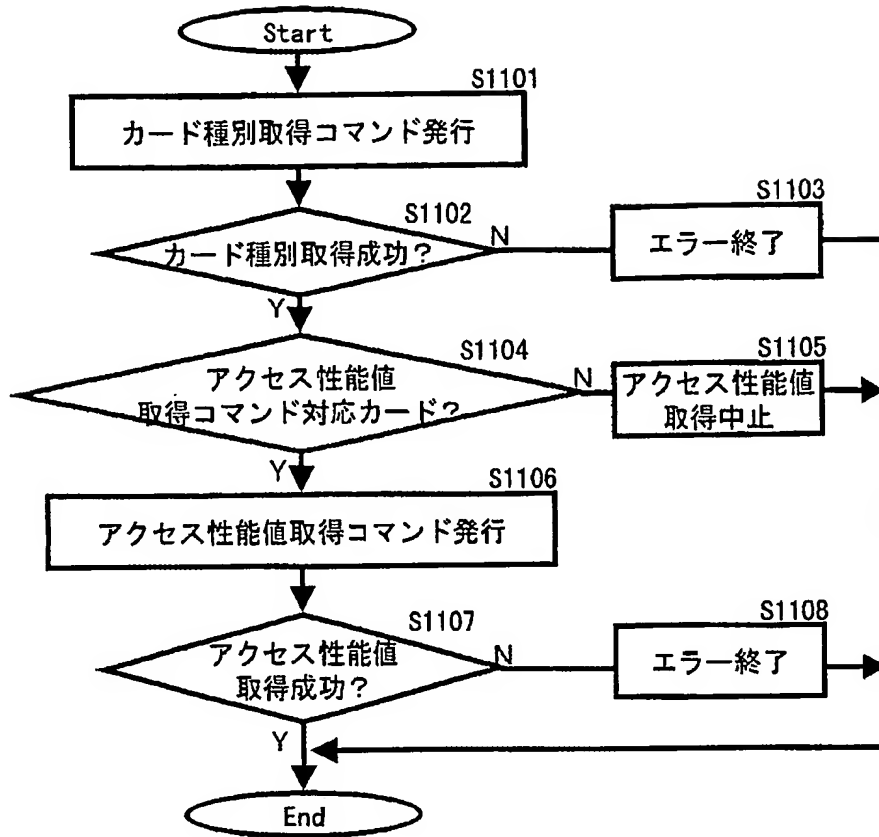 Start
S1101
カード種別取得コマンド発行
S1102
カード種別取得成功?
N
S1103
エラー終了
Y
S1104
アクセス性能値
取得コマンド対応カード?
N
S1105
アクセス性能値
取得中止
Y
S1106
アクセス性能値取得コマンド発行
S1107
アクセス性能値
取得成功?
N
S1108
エラー終了
Y
End